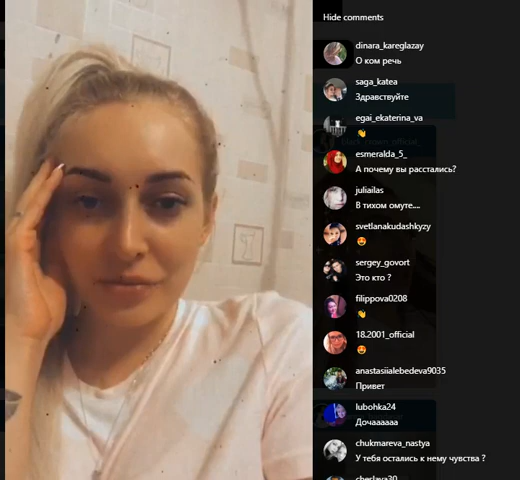 Hide comments
dinara_kareglazay
О ком речь
saga_katea
Здравствуйте
egai_ekaterina_va
👋
esmeralda_5_
А почему вы расстались?
juliailas
В тихом омуте....
svetlanakudashkyzy
😍
sergey_govort
Это кто ?
filippova0208
👋
18.2001_official
😍
anastasiialebedeva9035
Привет
lubohka24
Дочаааааа
chukmareva_nastya
У тебя остались к нему чувства ?